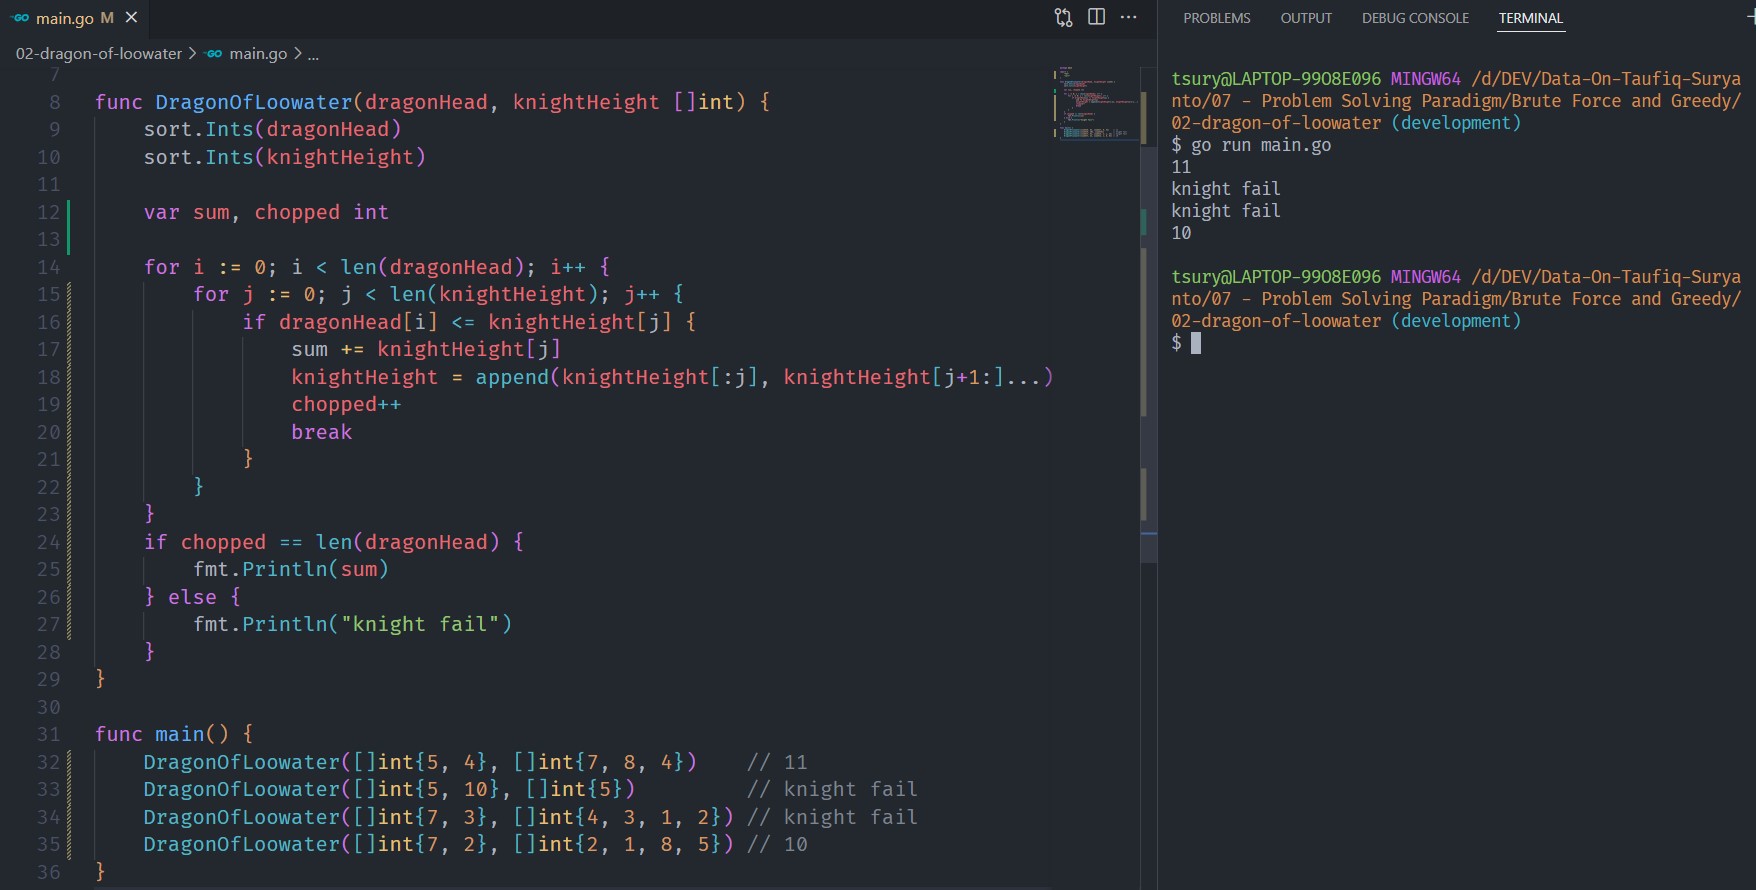 GO main.go M ×
02-dragon-of-loowater > GO main.go > ...
7
8 func DragonOfLoowater(dragonHead, knightHeight []int) {
9     sort.Ints(dragonHead)
10     sort.Ints(knightHeight)
11
12     var sum, chopped int
13
14     for i := 0; i < len(dragonHead); i++ {
15         for j := 0; j < len(knightHeight); j++ {
16             if dragonHead[i] <= knightHeight[j] {
17                 sum += knightHeight[j]
18                 knightHeight = append(knightHeight[:j], knightHeight[j+1:]...)
19                 chopped++
20                 break
21             }
22         }
23     }
24     if chopped == len(dragonHead) {
25         fmt.Println(sum)
26     } else {
27         fmt.Println("knight fail")
28     }
29 }
30
31 func main() {
32     DragonOfLoowater([]int{5, 4}, []int{7, 8, 4})    // 11
33     DragonOfLoowater([]int{5, 10}, []int{5})         // knight fail
34     DragonOfLoowater([]int{7, 3}, []int{4, 3, 1, 2}) // knight fail
35     DragonOfLoowater([]int{7, 2}, []int{2, 1, 8, 5}) // 10
36 }
PROBLEMS OUTPUT DEBUG CONSOLE TERMINAL
tsury@LAPTOP-99O8E096 MINGW64 /d/DEV/Data-On-Taufiq-Surya
nto/07 - Problem Solving Paradigm/Brute Force and Greedy/
02-dragon-of-loowater (development)
$ go run main.go
11
knight fail
knight fail
10
tsury@LAPTOP-99O8E096 MINGW64 /d/DEV/Data-On-Taufiq-Surya
nto/07 - Problem Solving Paradigm/Brute Force and Greedy/
02-dragon-of-loowater (development)
$